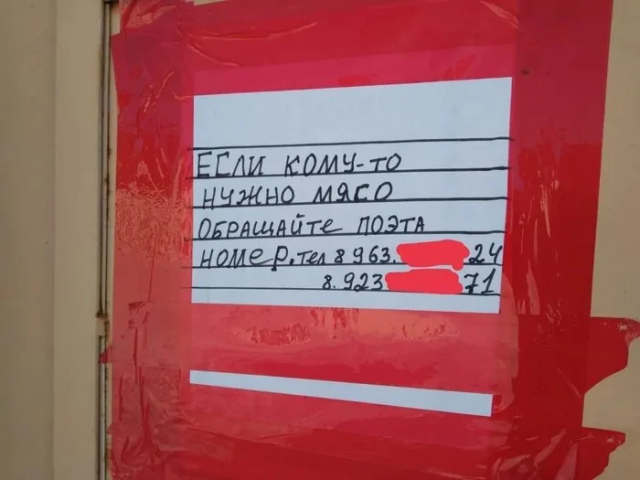 ЕСЛИ КОМУ-ТО
НУЖНО МЯСО
ОБРАЩАЙТЕ ПОЭТА
НОМЕР.ТЕЛ 8 963. 24
8.923 71